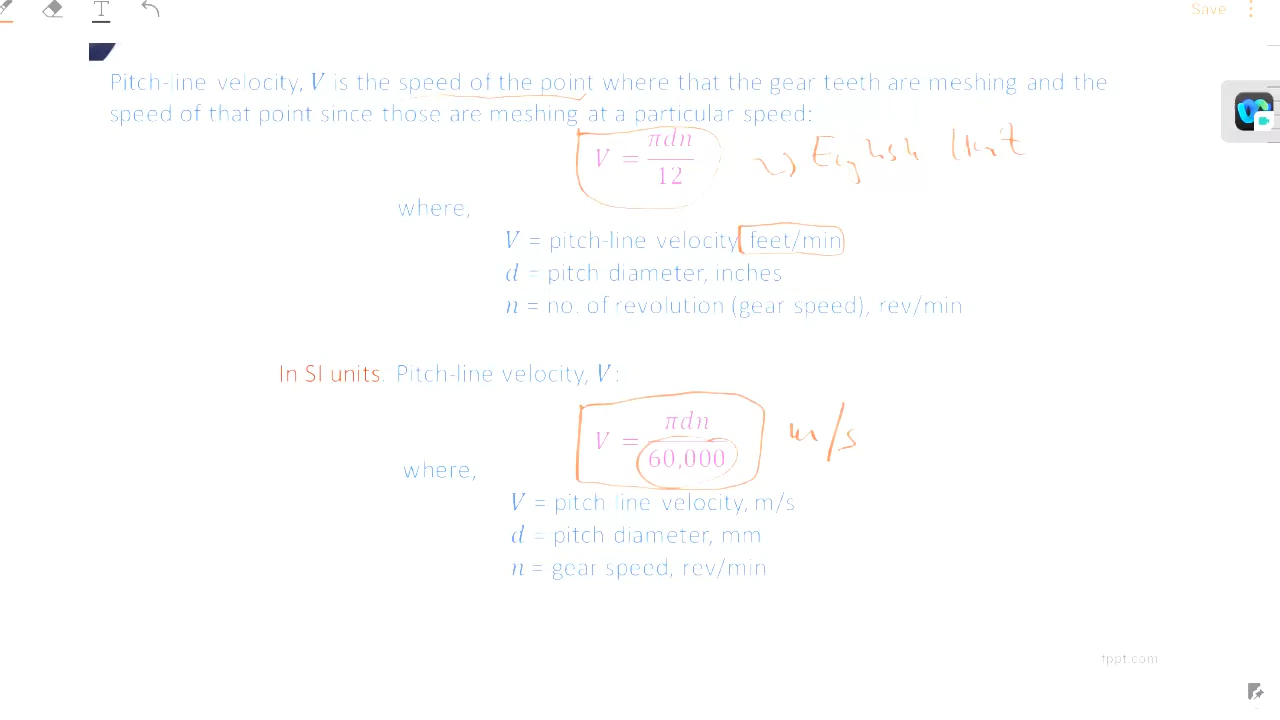 Save
Pitch-line velocity, V is the speed of the point where that the gear teeth are meshing and the
speed of that point since those are meshing at a particular speed:
V = πdn/12 English Unit
where,
V = pitch-line velocity feet/min
d = pitch diameter, inches
n = no. of revolution (gear speed), rev/min
In SI units. Pitch-line velocity, V:
V = πdn/60,000 m/s
where,
V = pitch line velocity, m/s
d = pitch diameter, mm
n = gear speed, rev/min
fppt.com